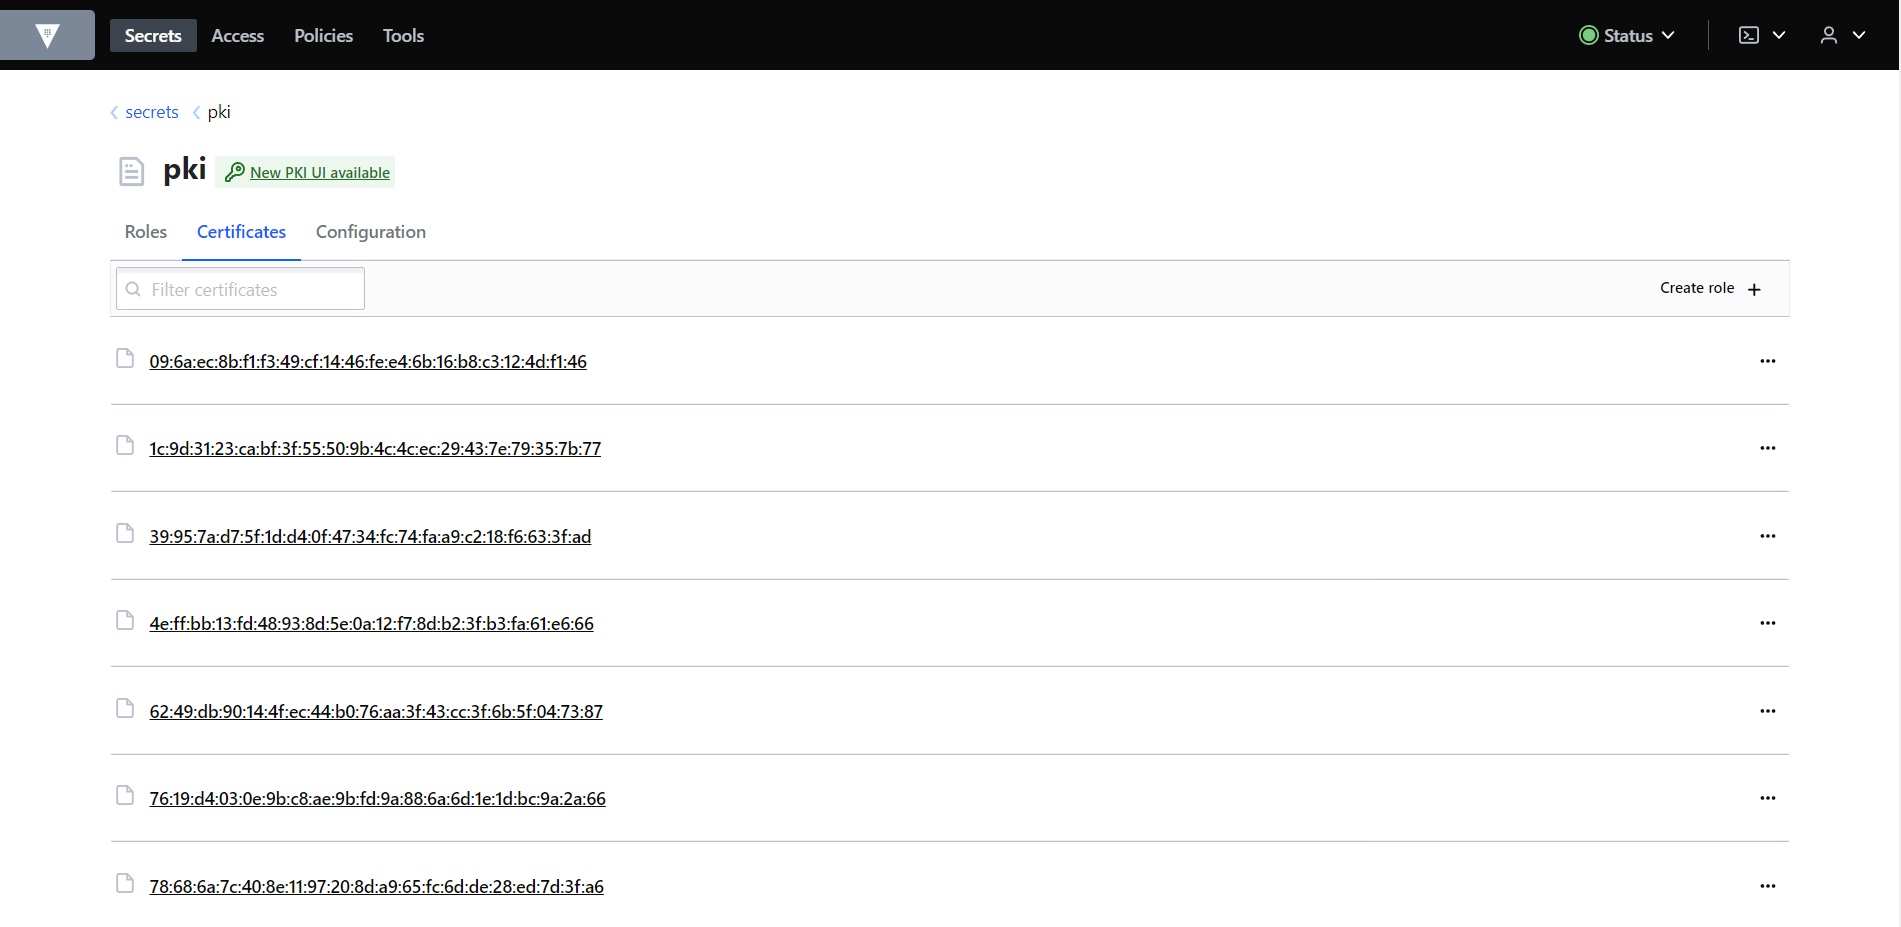 Secrets Access Policies Tools Status
secrets pki
pki New PKI UI available
Roles Certificates Configuration
Filter certificates Create role +
09:6a:ec:8b:f1:f3:49:cf:14:46:fe:e4:6b:16:b8:c3:12:4d:f1:46
1c:9d:31:23:ca:bf:3f:55:50:9b:4c:4c:ec:29:43:7e:79:35:7b:77
39:95:7a:d7:5f:1d:d4:0f:47:34:fc:74:fa:a9:c2:18:f6:63:3f:ad
4e:ff:bb:13:fd:48:93:8d:5e:0a:12:f7:8d:b2:3f:b3:fa:61:e6:66
62:49:db:90:14:4f:ec:44:b0:76:aa:3f:43:cc:3f:6b:5f:04:73:87
76:19:d4:03:0e:9b:c8:ae:9b:fd:9a:88:6a:6d:1e:1d:bc:9a:2a:66
78:68:6a:7c:40:8e:11:97:20:8d:a9:65:fc:6d:de:28:ed:7d:3f:a6